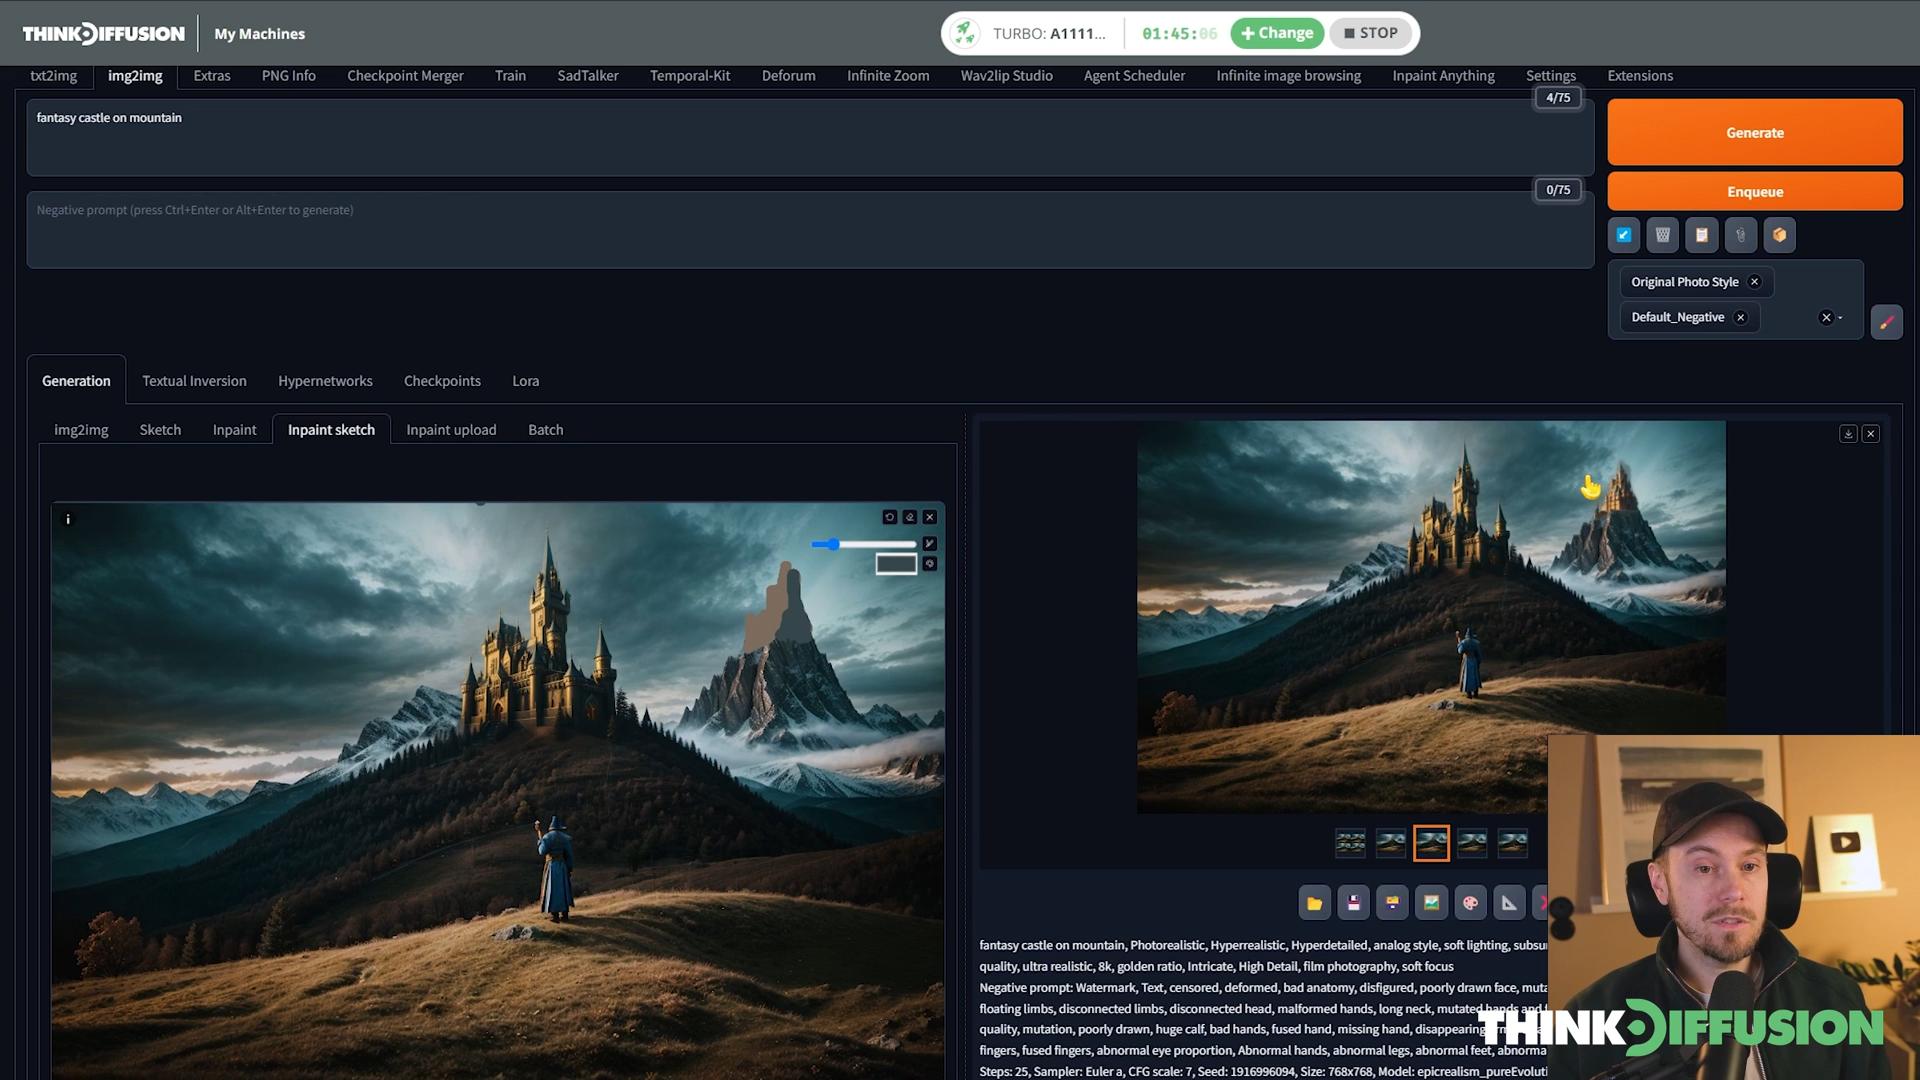 THINKDIFFUSION
My Machines
TURBO: A1111...
01:45:06
Change
STOP
txt2img
img2img
Extras
PNG Info
Checkpoint Merger
Train
SadTalker
Temporal-Kit
Deforum
Infinite Zoom
Wav2lip Studio
Agent Scheduler
Infinite image browsing
Inpaint Anything
Settings
Extensions
4/75
fantasy castle on mountain
Generate
0/75
Negative prompt (press Ctrl+Enter or Alt+Enter to generate)
Enqueue
Original Photo Style
Default_Negative
Generation
Textual Inversion
Hypernetworks
Checkpoints
Lora
img2img
Sketch
Inpaint
Inpaint sketch
Inpaint upload
Batch
fantasy castle on mountain, Photorealistic, Hyperrealistic, Hyperdetailed, analog style, soft lighting, subsu
quality, ultra realistic, 8k, golden ratio, Intricate, High Detail, film photography, soft focus
Negative prompt: Watermark, Text, censored, deformed, bad anatomy, disfigured, poorly drawn face, muta
floating limbs, disconnected limbs, disconnected head, malformed hands, long neck, mutated hands and
quality, mutation, poorly drawn, huge calf, bad hands, fused hand, missing hand, disappearing
fingers, fused fingers, abnormal eye proportion, Abnormal hands, abnormal legs, abnormal feet, abnorma
Steps: 25, Sampler: Euler a, CFG scale: 7, Seed: 1916996094, Size: 768x768, Model: epicrealism_pureEvoluti
THINKDIFFUSION